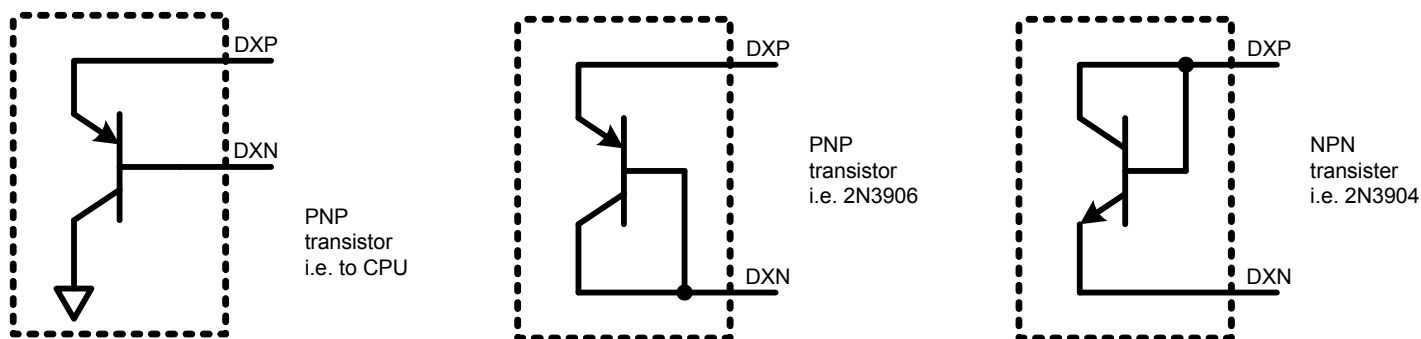 DXP
DXN
PNP
transistor
i.e. to CPU
DXP
PNP
transistor
i.e. 2N3906
DXN
DXP
NPN
transister
i.e. 2N3904
DXN